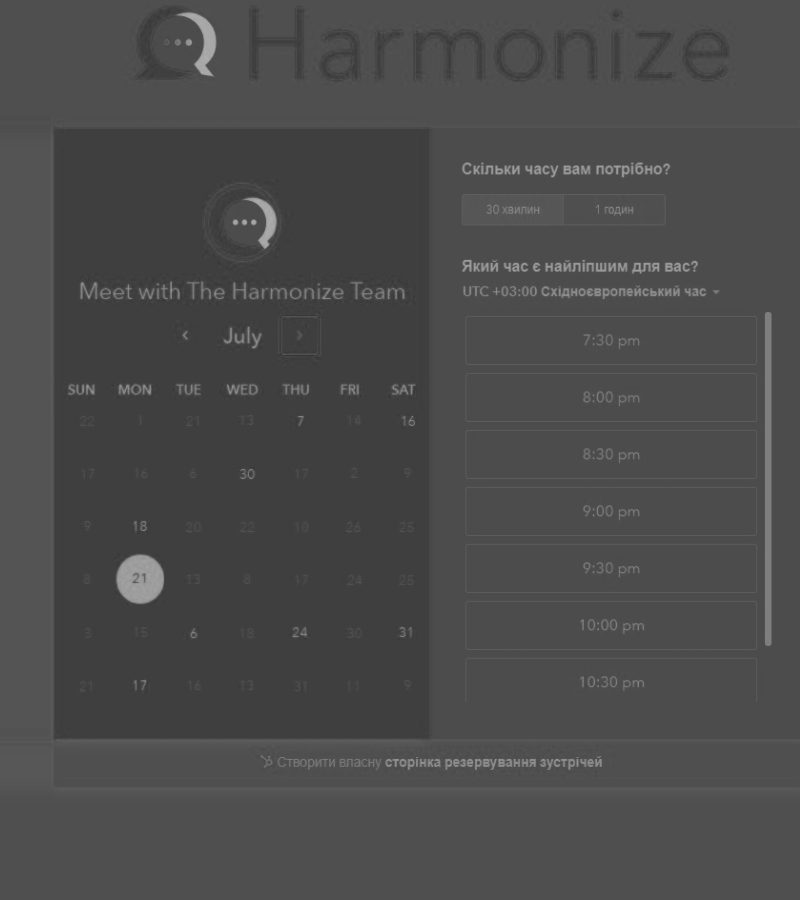 Harmonize
Meet with The Harmonize Team
July
SUN MON TUE WED THU FRI SAT
22 1 21 13 7 14 16
17 16 6 30 17 2 9
9 18 20 22 10 26 25
8 21 13 8 17 24 25
3 15 6 18 24 30 31
21 17 16 13 31 11 9
Скільки часу вам потрібно?
30 хвилин 1 годин
Який час є найліпшим для вас?
UTC +03:00 Східноєвропейський час
7:30 pm
8:00 pm
8:30 pm
9:00 pm
9:30 pm
10:00 pm
10:30 pm
Створити власну сторінка резервування зустрічей